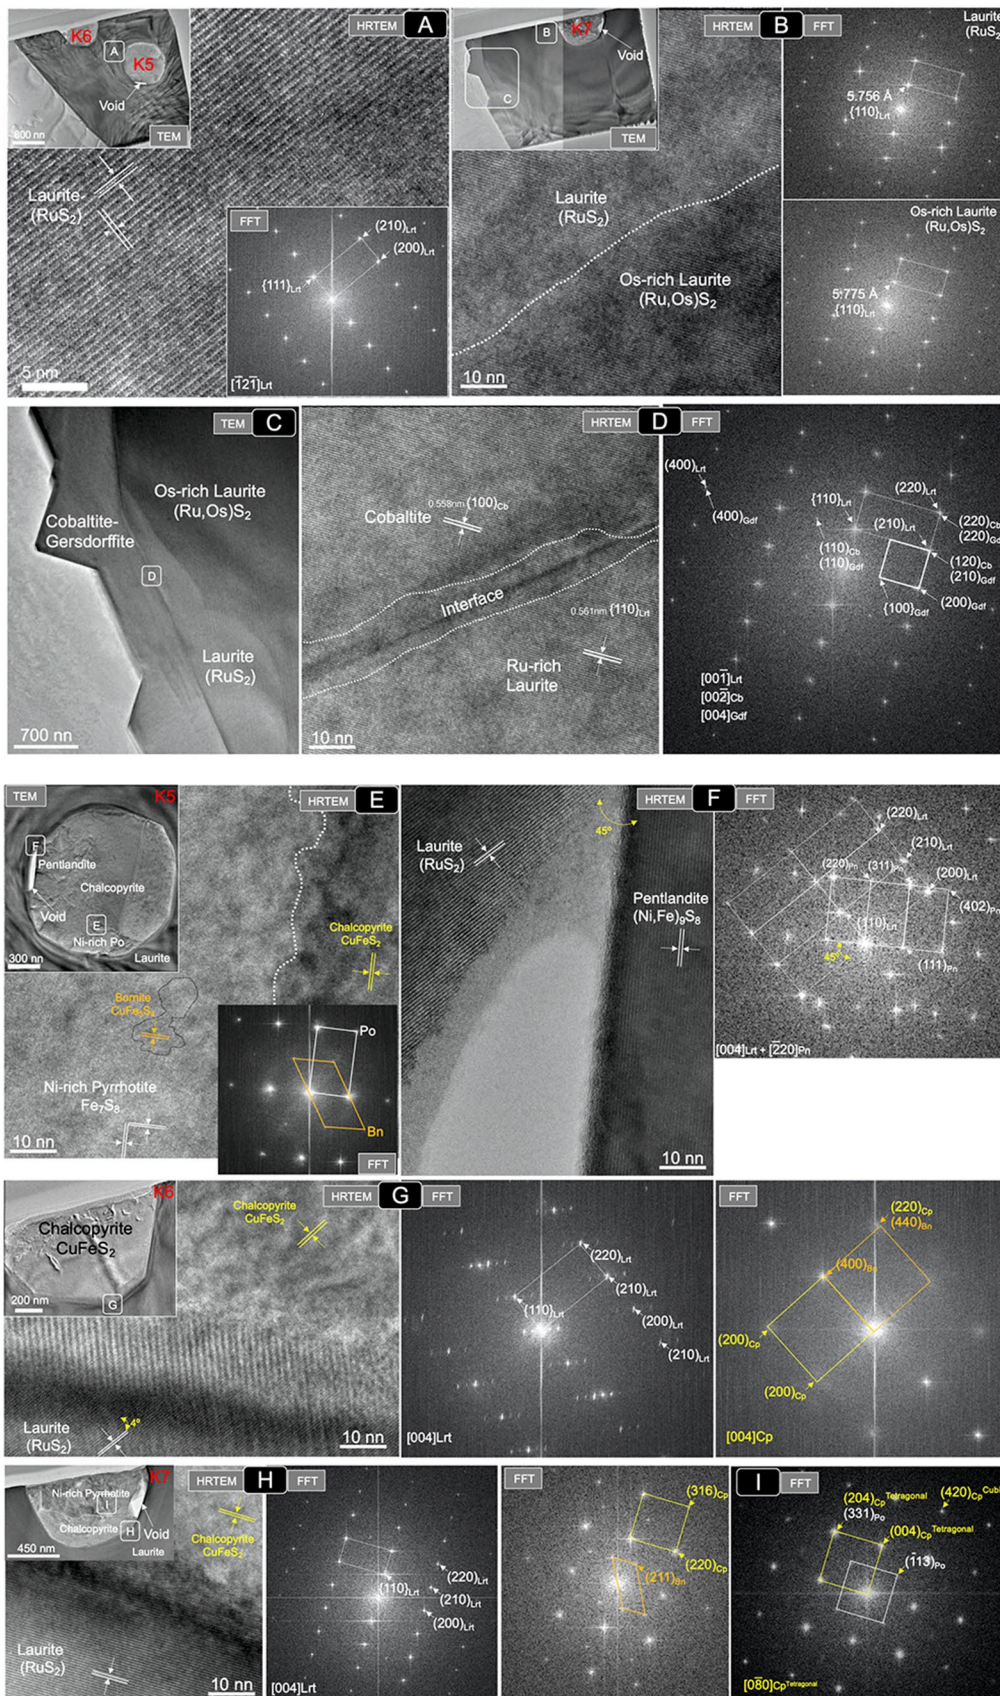 K6
A
K5
Void
800 nm
TEM
HRTEM
A
Laurite
(RuS2)
5 nm
FFT
(210)Lrt
(200)Lrt
{111}Lrt
[1̄21̄]Lrt
B
K7
Void
C
TEM
HRTEM
B
FFT
Laurite
(RuS2)
Os-rich Laurite
(Ru,Os)S2
10 nm
Laurite
(RuS2)
5.756 Å
{110}Lrt
Os-rich Laurite
(Ru,Os)S2
5.775 Å
{110}Lrt
TEM
C
Os-rich Laurite
(Ru,Os)S2
Cobaltite-
Gersdorffite
D
Laurite
(RuS2)
700 nm
HRTEM
D
FFT
0.558nm (100)Cb
Cobaltite
Interface
0.561nm {110}Lrt
Ru-rich
Laurite
10 nm
(400)Lrt
(400)Gdf
{110}Lrt
(220)Lrt
(210)Lrt
(220)Cb
(220)Gd
(110)Cb
(110)Gdf
(120)Cb
(210)Gdf
{100}Gdf
(200)Gdf
[001̄]Lrt
[002̄]Cb
[004]Gdf
TEM
K5
F
Pentlandite
Chalcopyrite
Void
E
Ni-rich Po
300 nm
Laurite
HRTEM
E
Chalcopyrite
CuFeS2
Bornite
CuFe5S4
Ni-rich Pyrrhotite
Fe7S8
10 nm
Po
Bn
FFT
HRTEM
F
FFT
45º
Laurite
(RuS2)
Pentlandite
(Ni,Fe)9S8
10 nm
(220)Lrt
(210)Lrt
(220)Pn
(311)Pn
(200)Lrt
(402)Pn
(110)Lrt
45º
(111)Pn
[004]Lrt + [2̄20]Pn
K6
Chalcopyrite
CuFeS2
200 nm
G
HRTEM
G
FFT
Chalcopyrite
CuFeS2
4º
Laurite
(RuS2)
10 nm
(220)Lrt
(210)Lrt
{110}Lrt
(200)Lrt
(210)Lrt
[004]Lrt
FFT
(220)Cp
(440)Bn
(400)Bn
(200)Cp
(200)Cp
[004]Cp
K7
Ni-rich Pyrrhotite
I
Chalcopyrite
H
Void
450 nm
Laurite
HRTEM
H
FFT
Chalcopyrite
CuFeS2
Laurite
(RuS2)
10 nm
{110}Lrt
(220)Lrt
(210)Lrt
(200)Lrt
[004]Lrt
FFT
(316)Cp
(220)Cp
(211)Bn
I
FFT
(204)Cp Tetragonal
(331)Po
(420)Cp Cubi
(004)Cp Tetragonal
(1̄13)Po
[08̄0]Cp Tetragonal